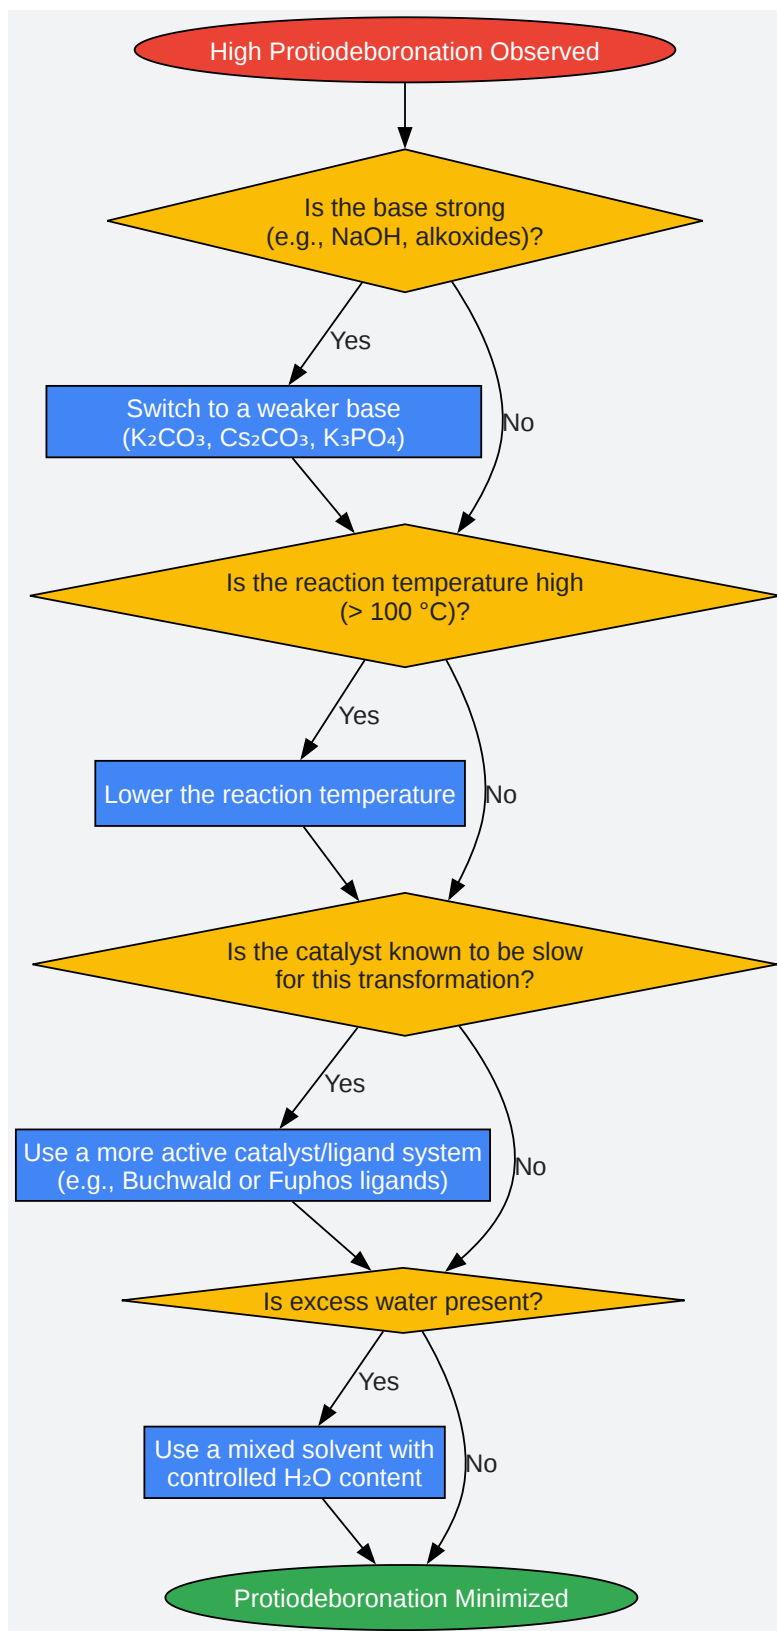 High Protiodeboronation Observed
Is the base strong
(e.g., NaOH, alkoxides)?
Yes
Switch to a weaker base
(K₂CO₃, Cs₂CO₃, K₃PO₄)
No
Is the reaction temperature high
(> 100 °C)?
Yes
Lower the reaction temperature
No
Is the catalyst known to be slow
for this transformation?
Yes
Use a more active catalyst/ligand system
(e.g., Buchwald or Fuphos ligands)
No
Is excess water present?
Yes
Use a mixed solvent with
controlled H₂O content
No
Protiodeboronation Minimized